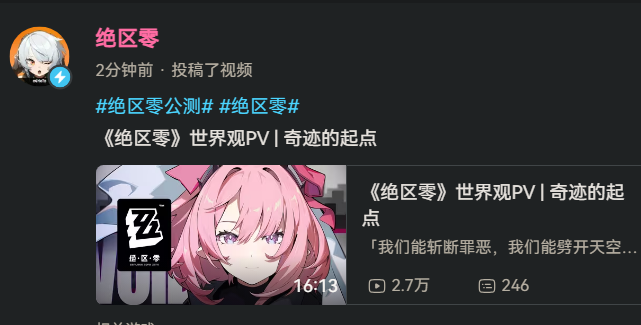 绝区零
2分钟前 · 投稿了视频
#绝区零公测# #绝区零#
《绝区零》世界观PV | 奇迹的起点
绝·区·零
16:13
《绝区零》世界观PV | 奇迹的起
点
「我们能斩断罪恶，我们能劈开天空...
2.7万
246